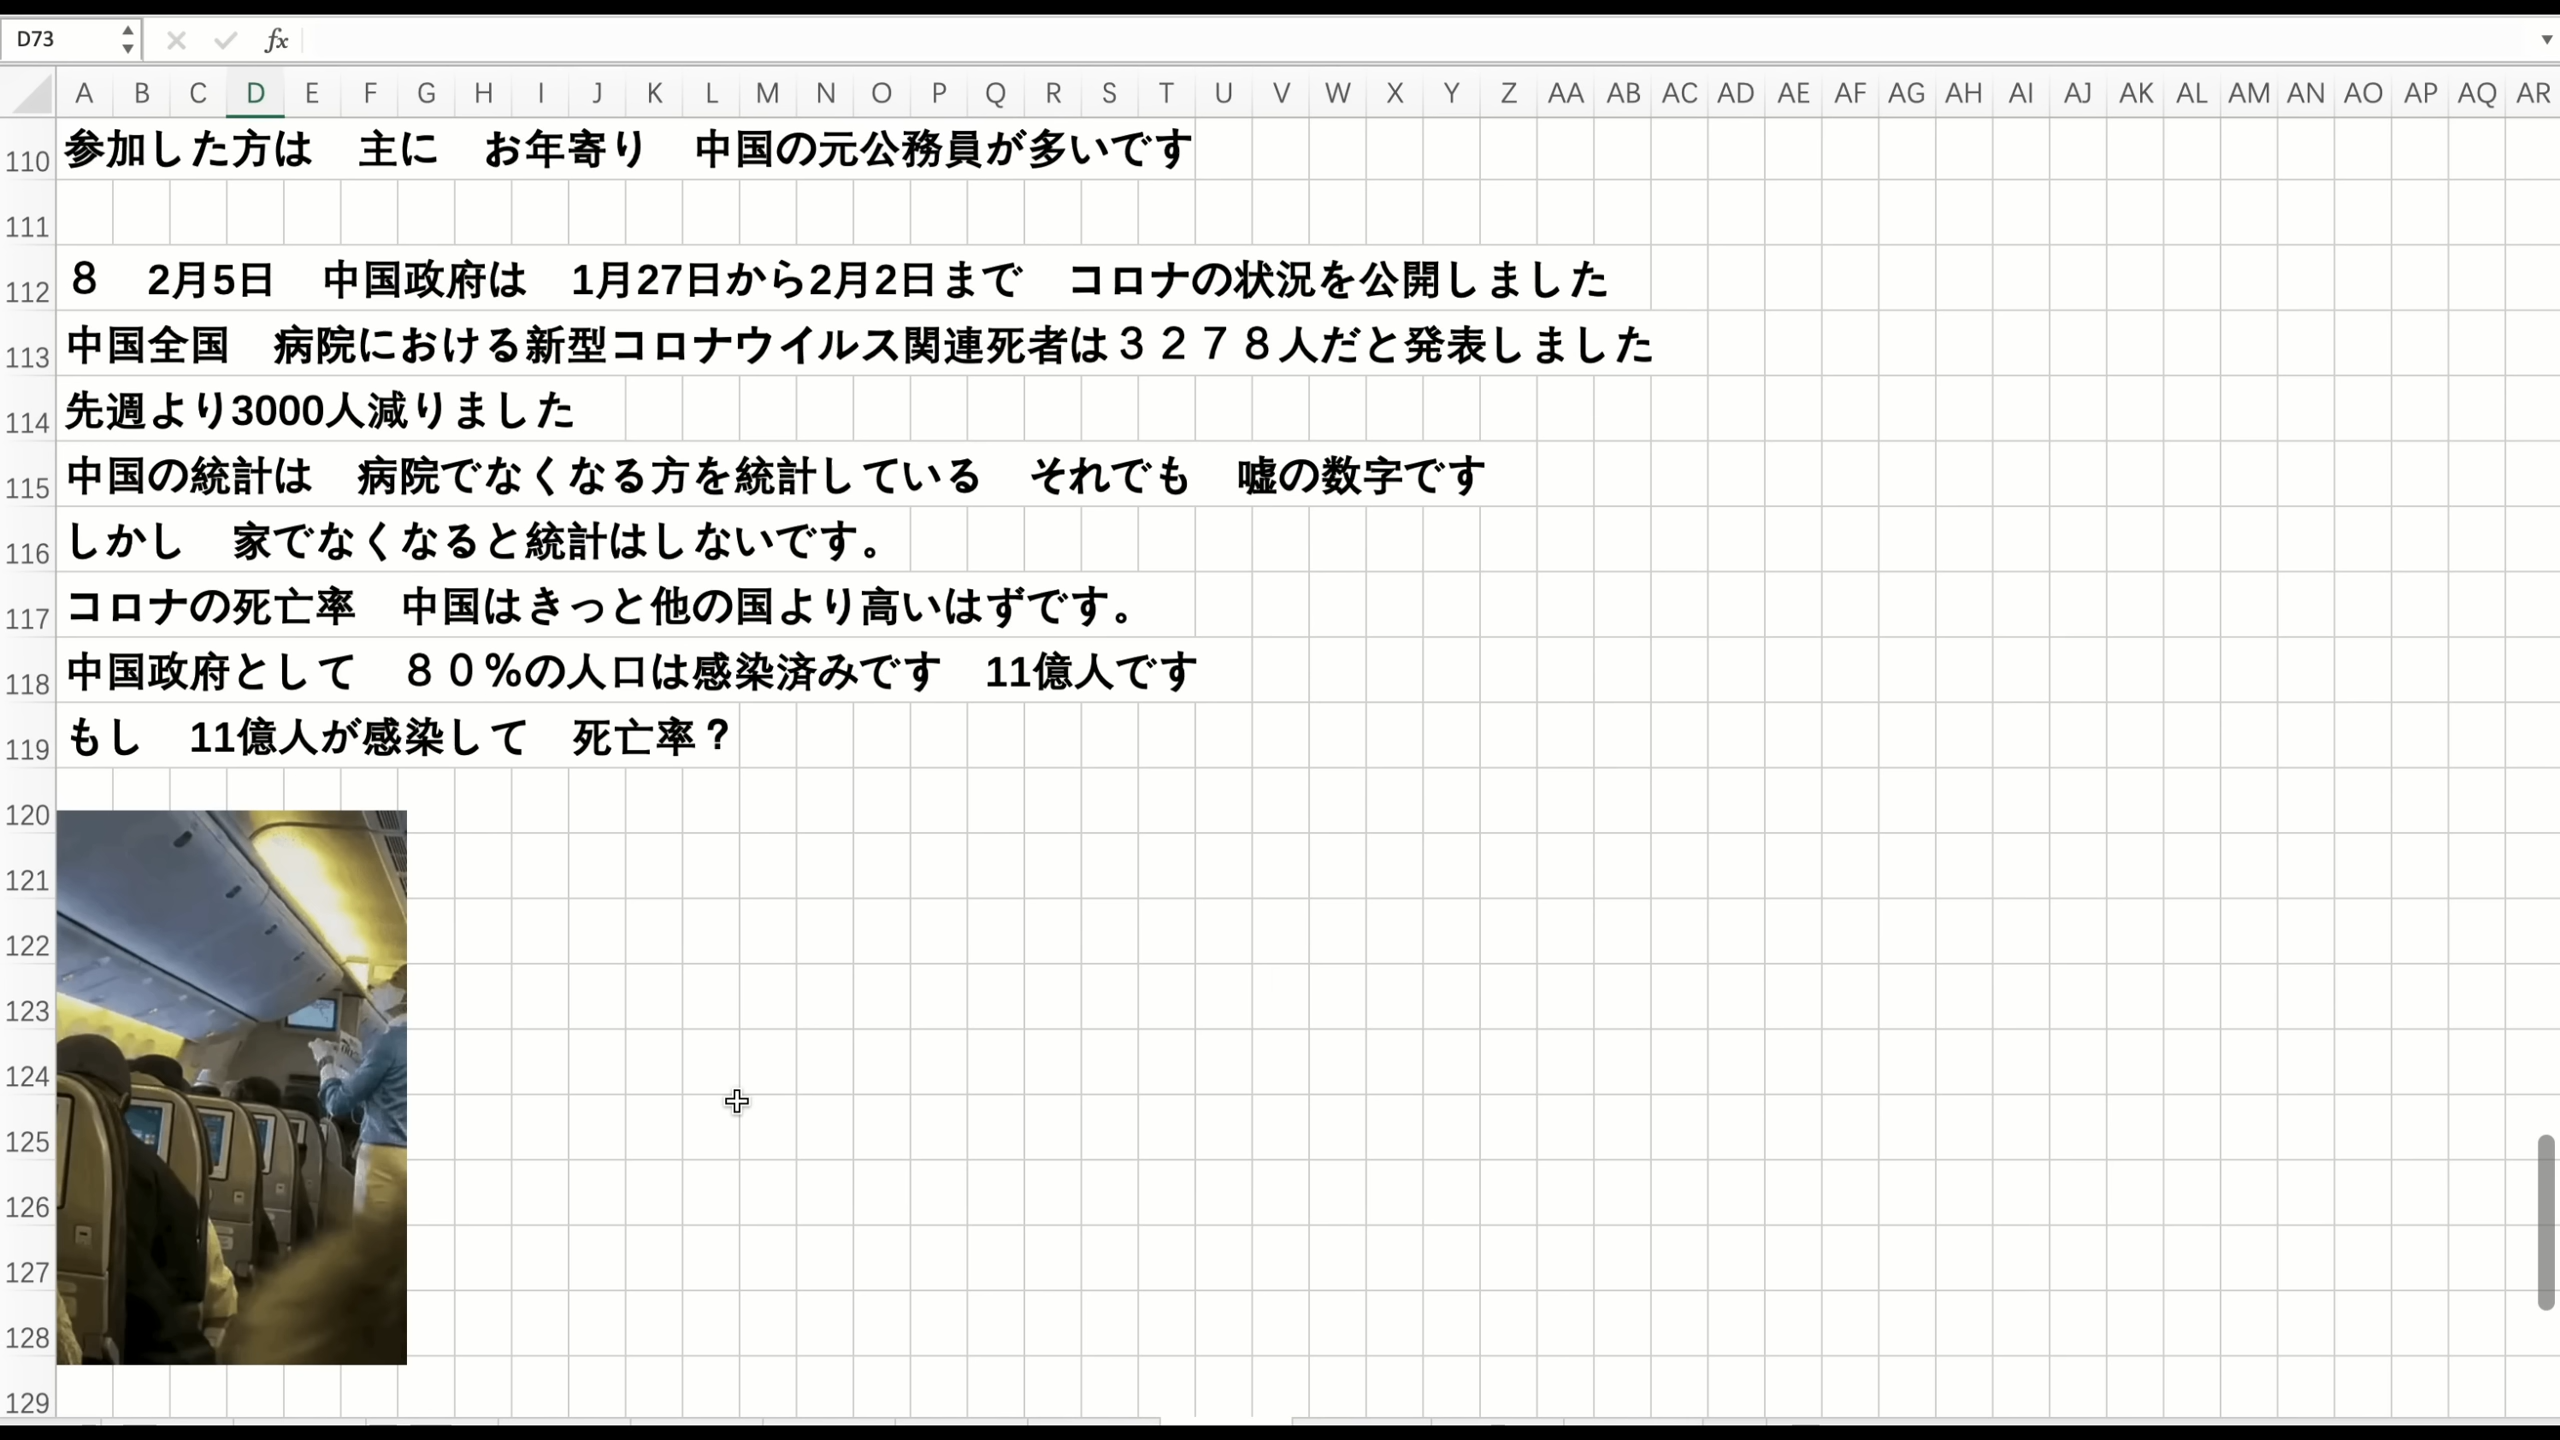 D73 fx
A B C D E F G H I J K L M N O P Q R S T U V W X Y Z AA AB AC AD AE AF AG AH AI AJ AK AL AM AN AO AP AQ AR
110 参加した方は　主に　お年寄り　中国の元公務員が多いです
111
112 ８　2月5日　中国政府は　1月27日から2月2日まで　コロナの状況を公開しました
113 中国全国　病院における新型コロナウイルス関連死者は３２７８人だと発表しました
114 先週より3000人減りました
115 中国の統計は　病院でなくなる方を統計している　それでも　嘘の数字です
116 しかし　家でなくなると統計はしないです。
117 コロナの死亡率　中国はきっと他の国より高いはずです。
118 中国政府として　８０％の人口は感染済みです　11億人です
119 もし　11億人が感染して　死亡率？
120
121
122
123
124
125
126
127
128
129